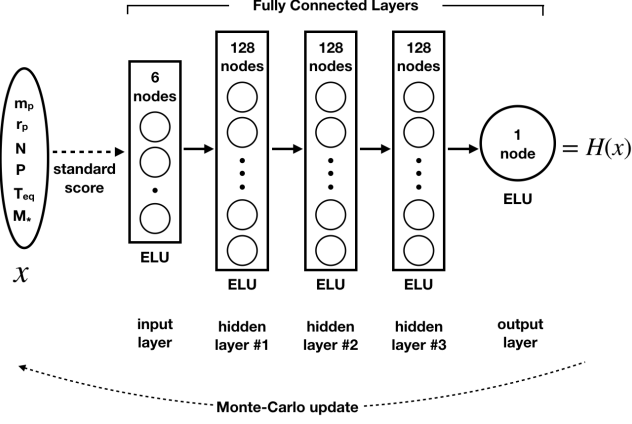 Fully Connected Layers
mₚ
rₚ
N
P
Tₑq
M*
x
standard
score
6
nodes
ELU
input
layer
128
nodes
ELU
hidden
layer #1
128
nodes
ELU
hidden
layer #2
128
nodes
ELU
hidden
layer #3
1
node
ELU
output
layer
= H(x)
Monte-Carlo update